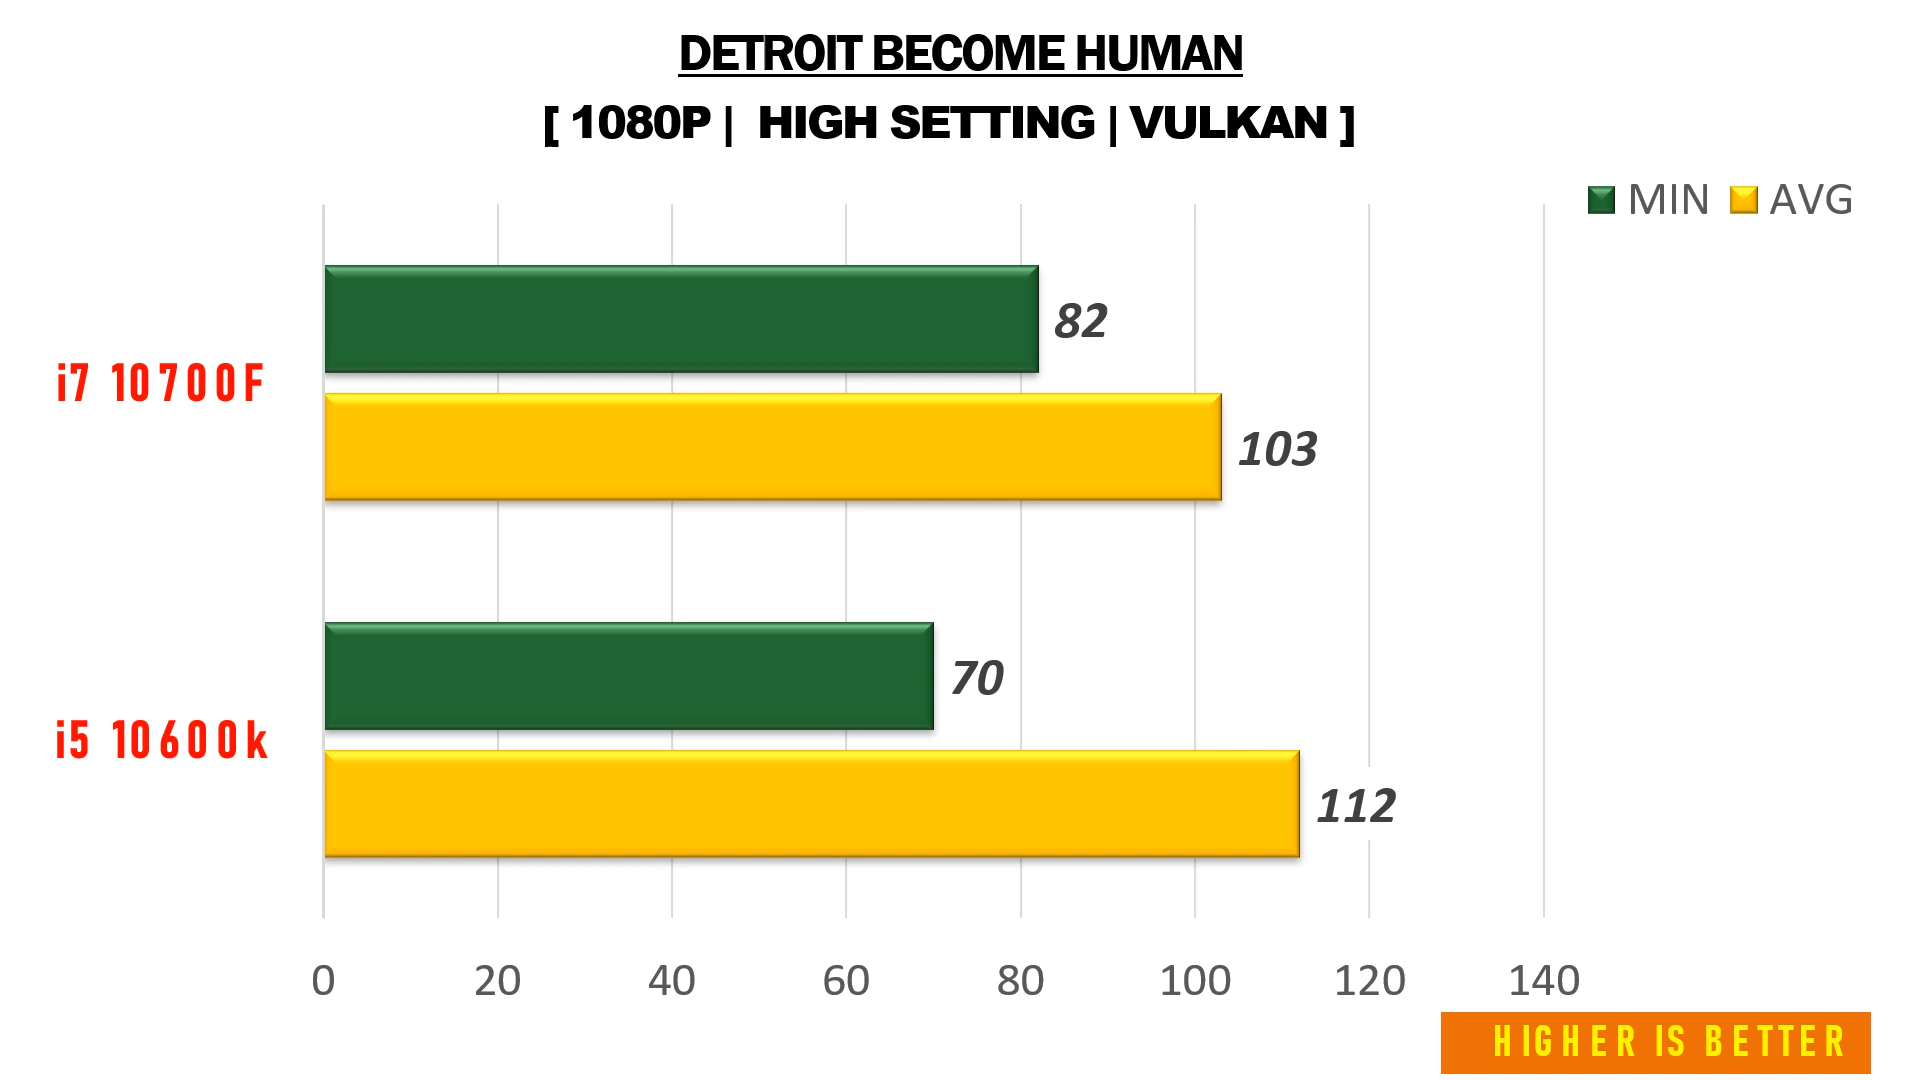 DETROIT BECOME HUMAN
[ 1080P | HIGH SETTING | VULKAN ]
MIN AVG
82
i7 10700F
103
70
i5 10600k
112
0 20 40 60 80 100 120 140
HIGHER IS BETTER